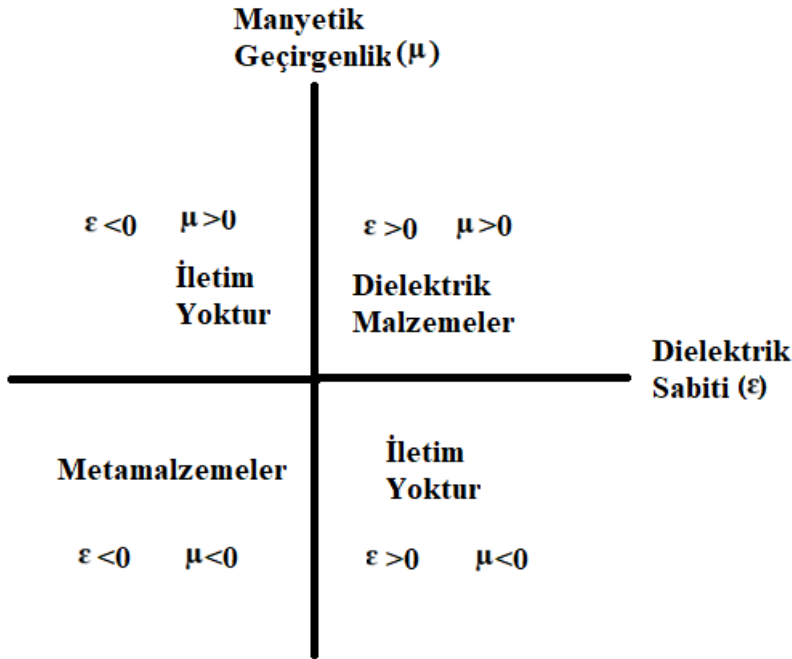 Manyetik
Geçirgenlik (μ)
ε <0 μ >0
ε >0 μ >0
İletim
Yoktur
Dielektrik
Malzemeler
Dielektrik
Sabiti (ε)
Metamalzemeler
İletim
Yoktur
ε <0 μ<0
ε >0 μ<0